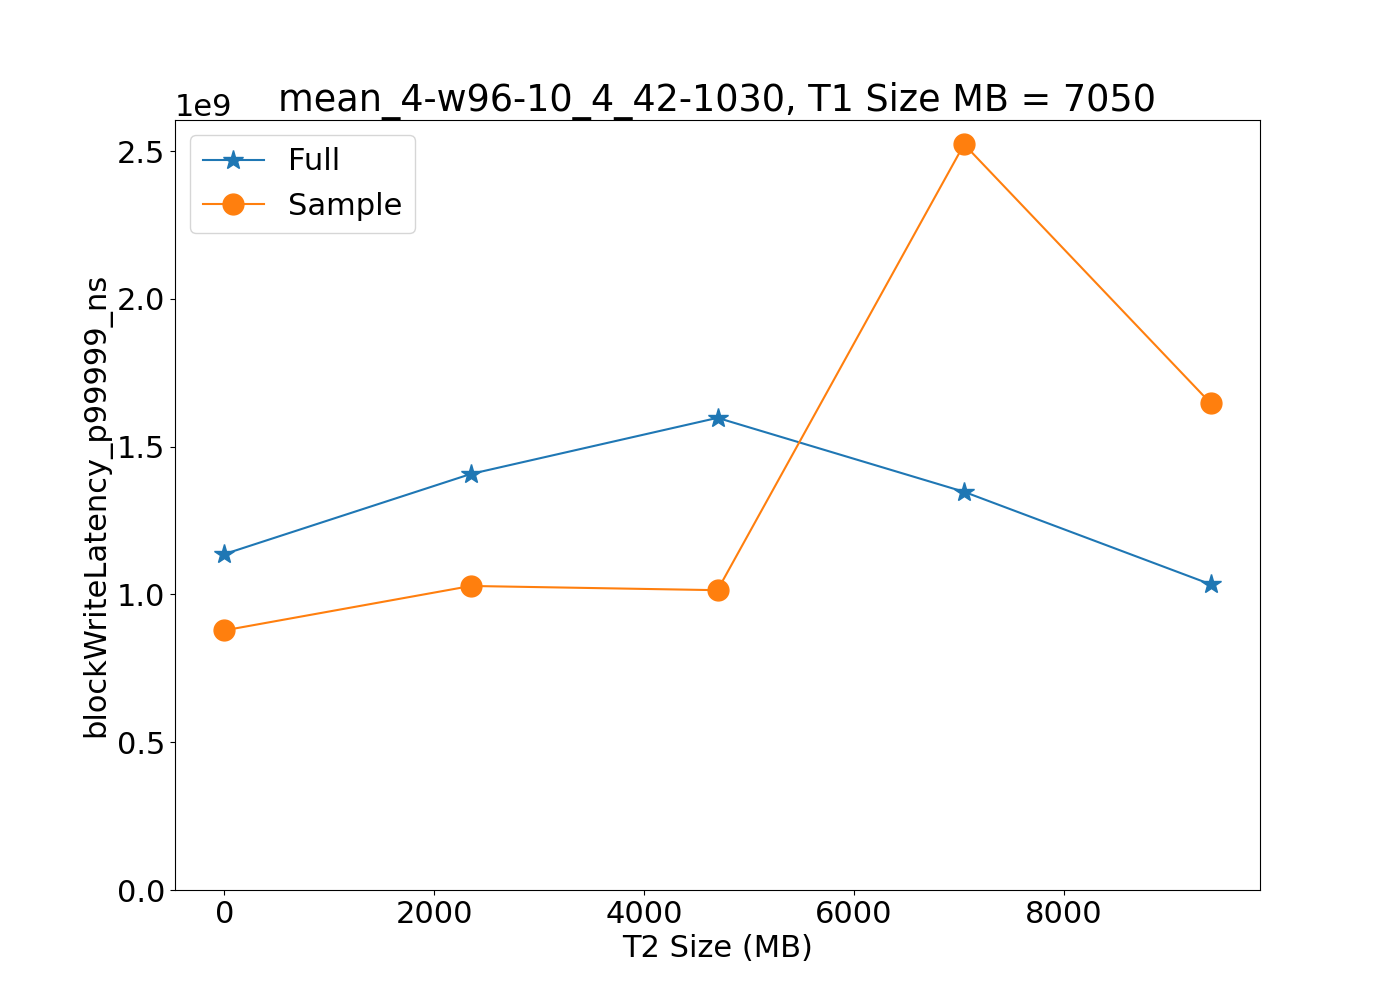 mean_4-w96-10_4_42-1030, T1 Size MB = 7050
1e9
Full
Sample
2.5
2.0
1.5
1.0
0.5
0.0
blockWriteLatency_p99999_ns
0 2000 4000 6000 8000
T2 Size (MB)